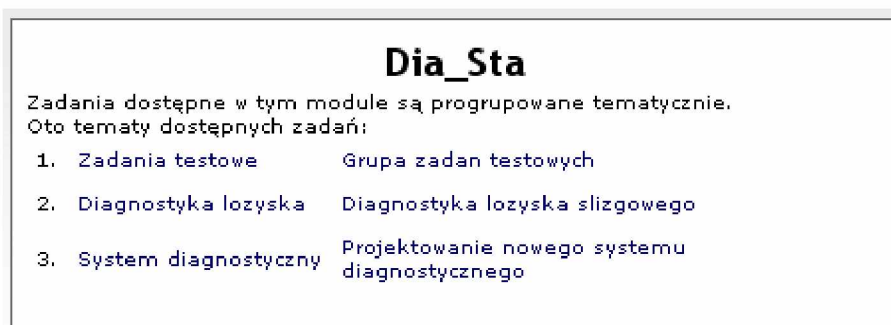 Dia_Sta
Zadania dostępne w tym module są progrupowane tematycznie.
Oto tematy dostępnych zadań:
1. Zadania testowe Grupa zadan testowych
2. Diagnostyka lozyska Diagnostyka lozyska slizgowego
3. System diagnostyczny Projektowanie nowego systemu
diagnostycznego